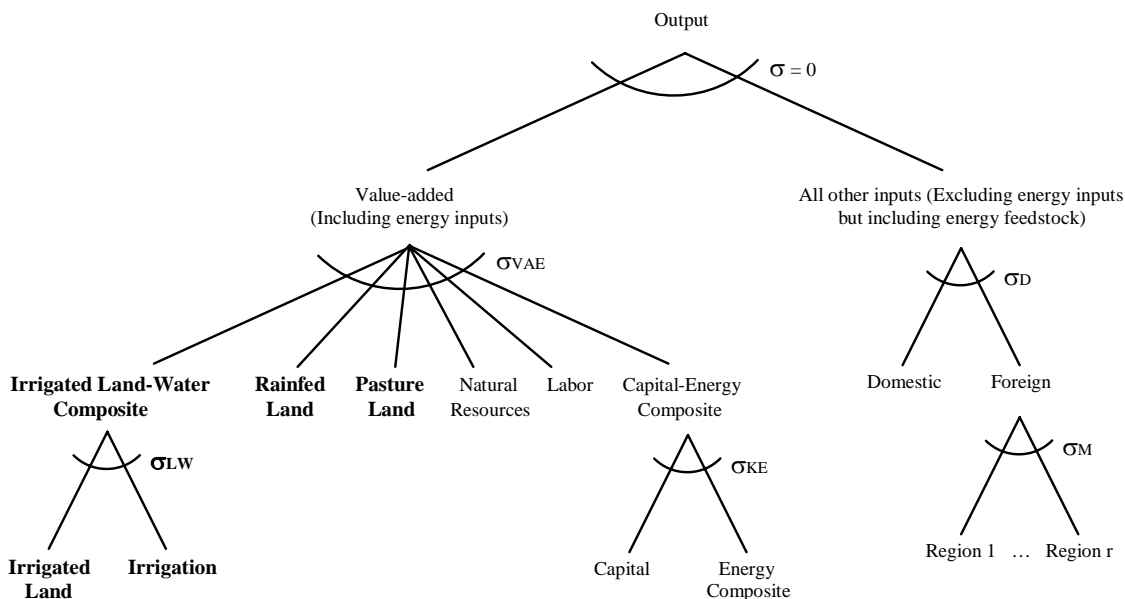 Output
σ = 0
Value-added
(Including energy inputs)
All other inputs (Excluding energy inputs
but including energy feedstock)
σVAE
σD
Irrigated Land-Water
Composite
Rainfed
Land
Pasture
Land
Natural
Resources
Labor
Capital-Energy
Composite
Domestic
Foreign
σLW
σKE
σM
Irrigated
Land
Irrigation
Capital
Energy
Composite
Region 1 … Region r